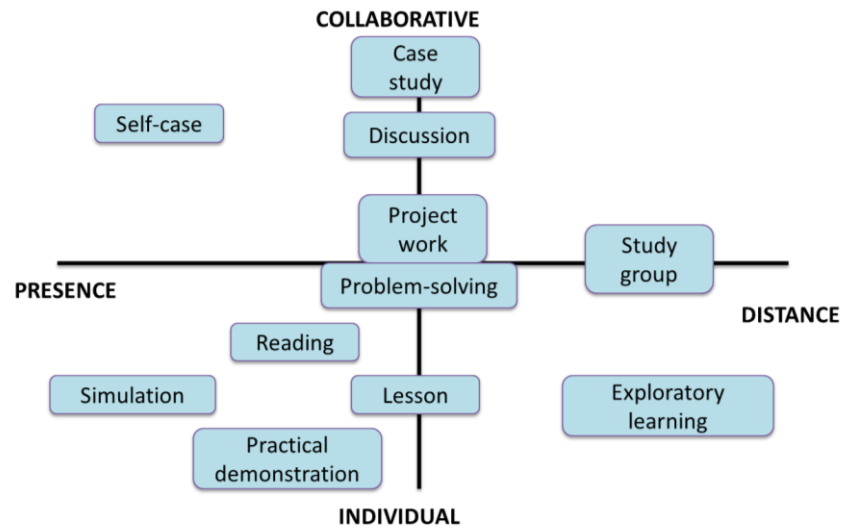 COLLABORATIVE
Case
study
Self-case
Discussion
Project
work
Study
group
PRESENCE
Problem-solving
DISTANCE
Reading
Simulation
Lesson
Exploratory
learning
Practical
demonstration
INDIVIDUAL